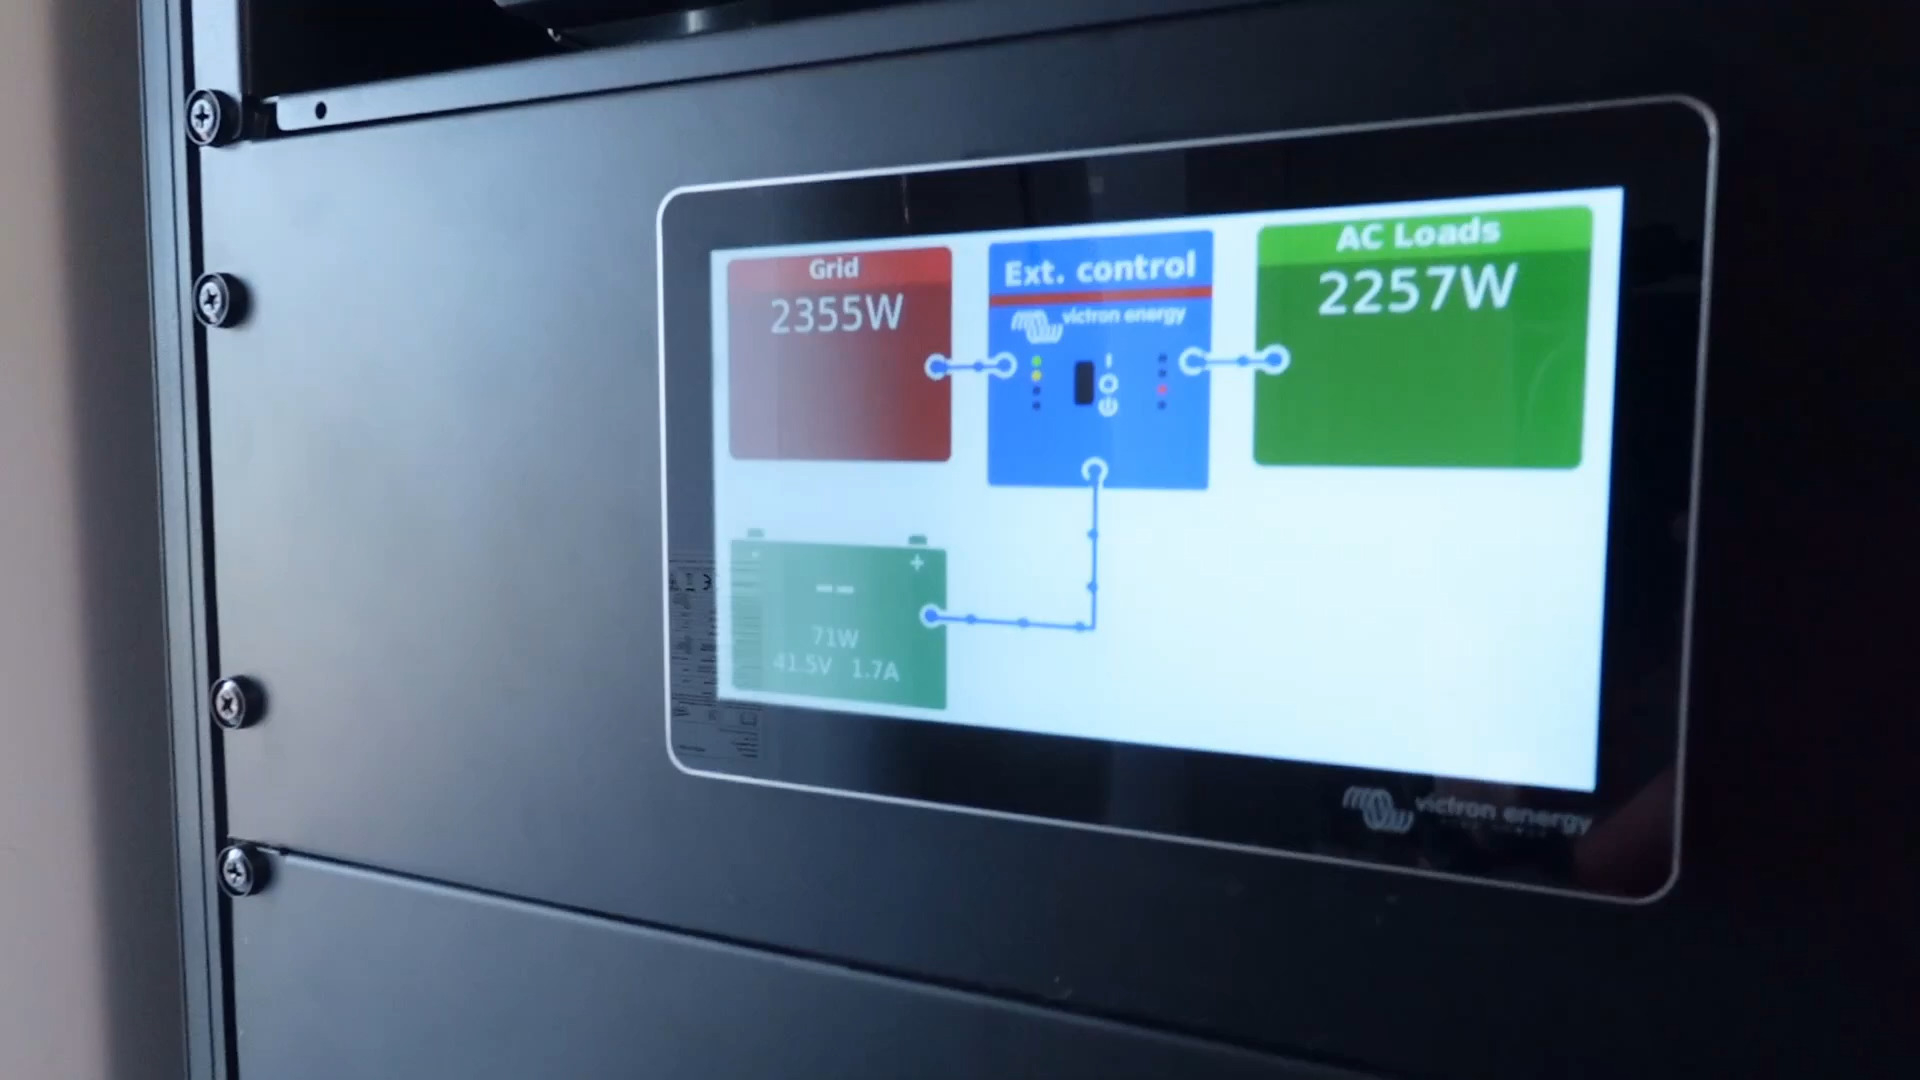 Grid
2355W
Ext. control
victron energy
AC Loads
2257W
--
71W
41.5V 1.7A
victron energy